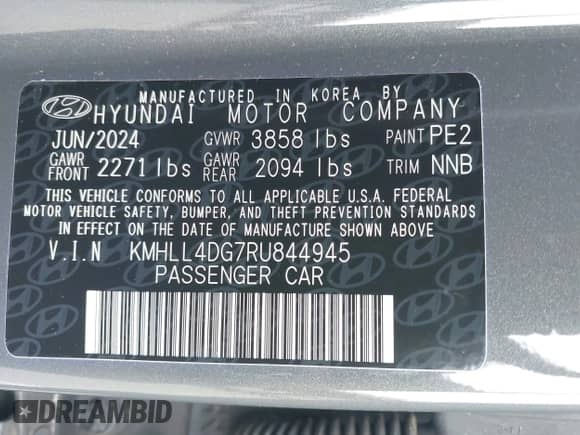 MANUFACTURED IN KOREA BY
HYUNDAI MOTOR COMPANY
JUN/2024 GVWR 3858 lbs PAINT PE2
GAWR FRONT 2271 lbs GAWR REAR 2094 lbs TRIM NNB
THIS VEHICLE CONFORMS TO ALL APPLICABLE U.S.A. FEDERAL
MOTOR VEHICLE SAFETY, BUMPER, AND THEFT PREVENTION STANDARDS
IN EFFECT ON THE DATE OF MANUFACTURE SHOWN ABOVE
V.I.N KMHLL4DG7RU844945
PASSENGER CAR
DREAMBID